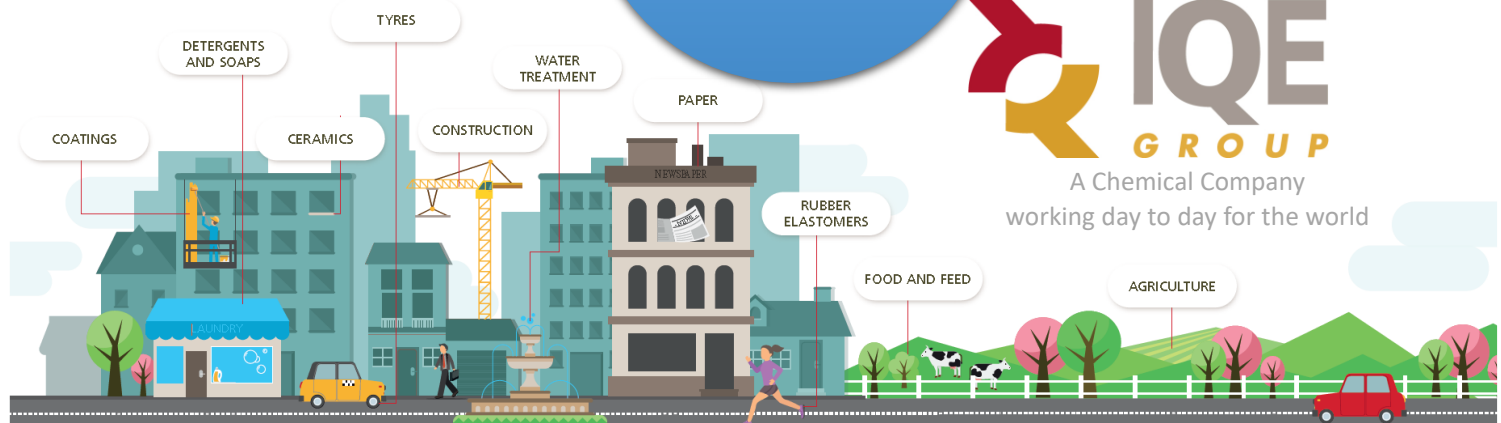 TYRES
DETERGENTS
AND SOAPS
WATER
TREATMENT
PAPER
COATINGS
CERAMICS
CONSTRUCTION
IQE
GROUP
A Chemical Company
working day to day for the world
NEWSPAPER
NEWS
RUBBER
ELASTOMERS
FOOD AND FEED
AGRICULTURE
LAUNDRY